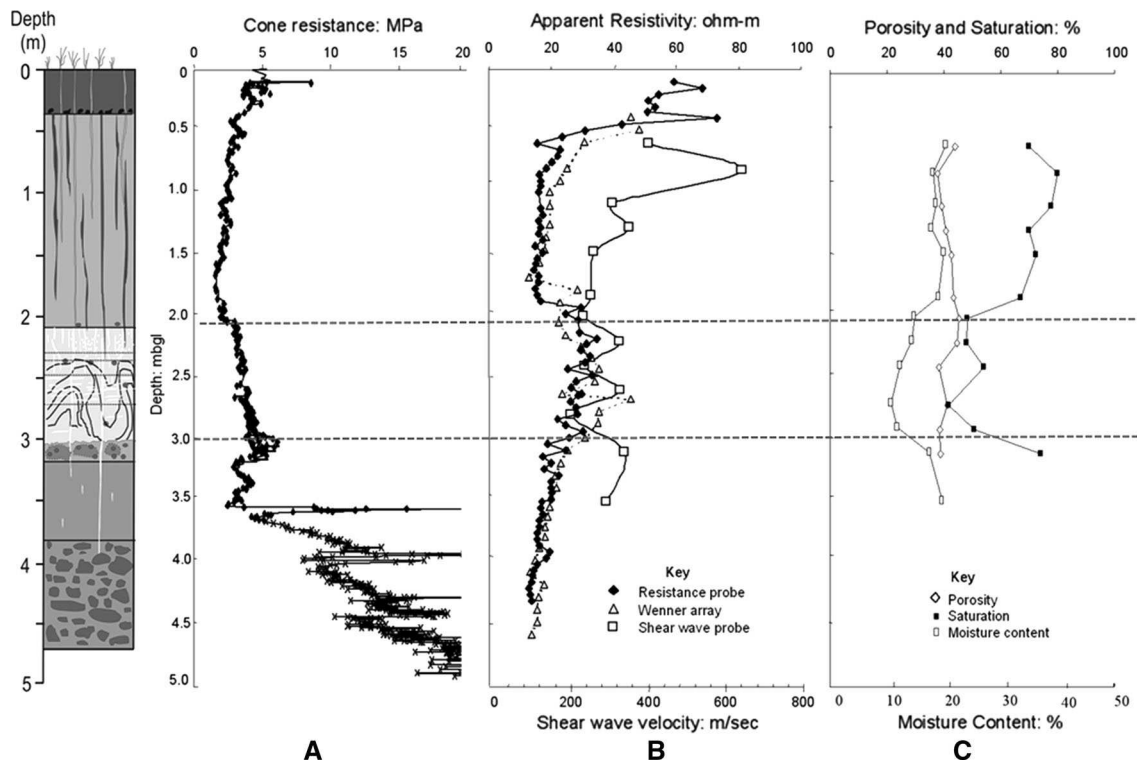 Depth
(m)
0
1
2
3
4
5
Cone resistance: MPa
0 5 10 15 20
0
0.5
1.0
1.5
2.0
2.5
3.0
3.5
4.0
4.5
5.0
A
Apparent Resistivity: ohm-m
0 20 40 60 80 100
Depth: mbgl
Key
Resistance probe
Wenner array
Shear wave probe
0 200 400 600 800
Shear wave velocity: m/sec
B
Porosity and Saturation: %
0 20 40 60 80 100
Key
Porosity
Saturation
Moisture content
0 10 20 30 40 50
Moisture Content: %
C